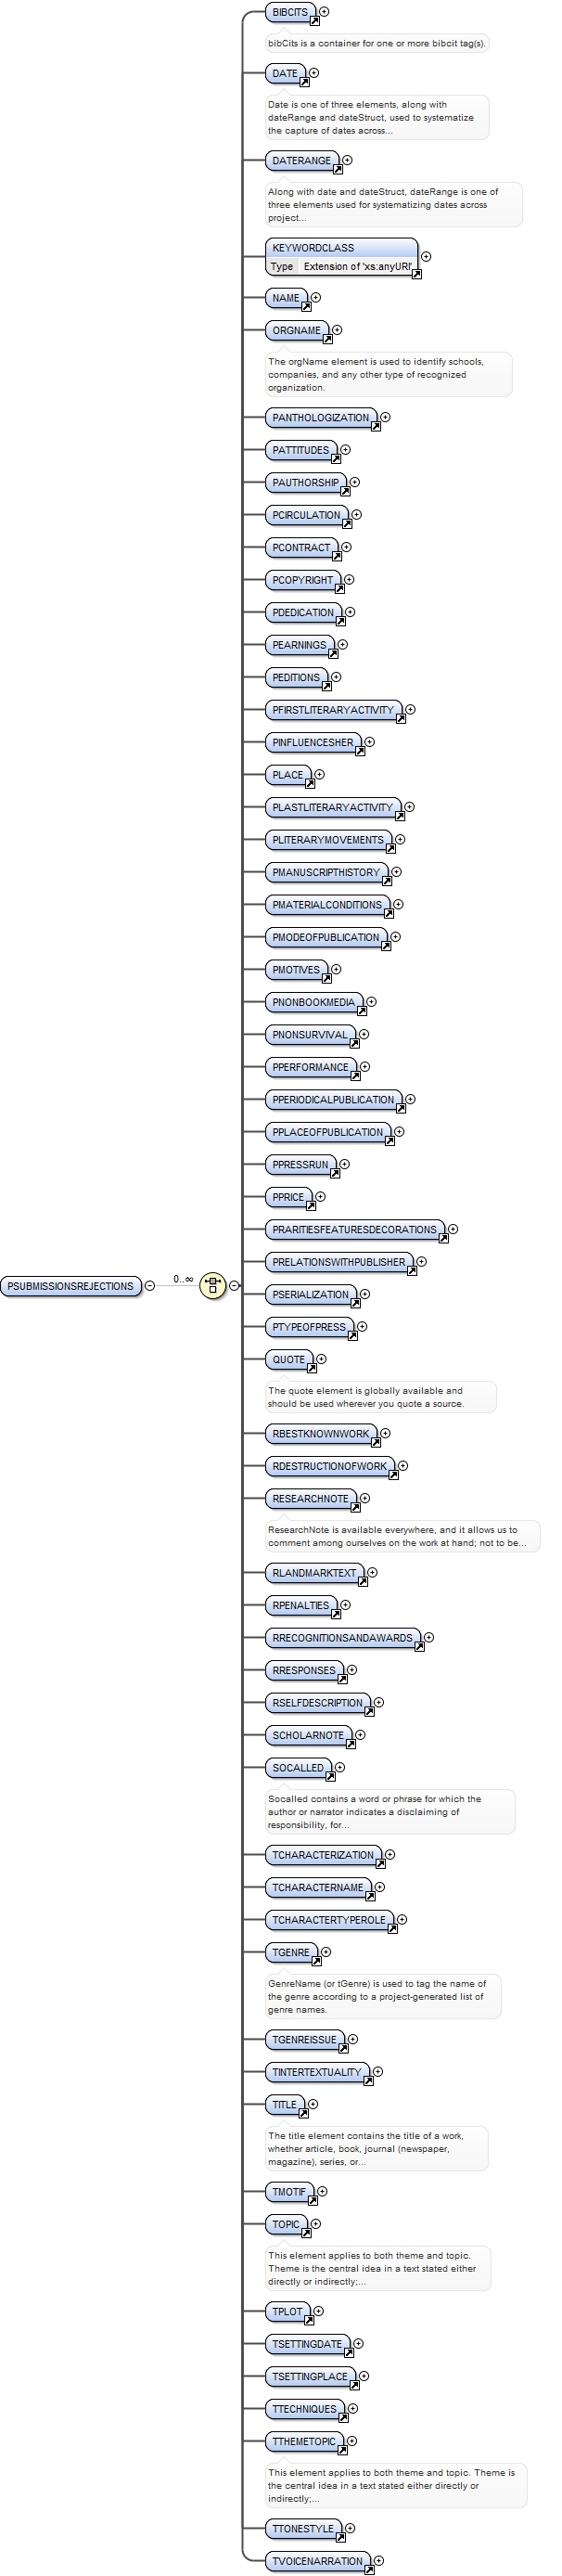 BIBCITS
bibCits is a container for one or more bibcit tag(s).
DATE
Date is one of three elements, along with
dateRange and dateStruct, used to systematize
the capture of dates across...
DATERANGE
Along with date and dateStruct, dateRange is one of
three elements used for systematizing dates across
project...
KEYWORDCLASS
Type Extension of 'xs:anyURI'
NAME
ORGNAME
The orgName element is used to identify schools,
companies, and any other type of recognized
organization.
PANTHOLOGIZATION
PATTITUDES
PAUTHORSHIP
PCIRCULATION
PCONTRACT
PCOPYRIGHT
PDEDICATION
PEARNINGS
PEDITIONS
PFIRSTLITERARYACTIVITY
PINFLUENCESHER
PLACE
PLASTLITERARYACTIVITY
PLITERARYMOVEMENTS
PMANUSCRIPTHISTORY
PMATERIALCONDITIONS
PMODEOFPUBLICATION
PMOTIVES
PNONBOOKMEDIA
PNONSURVIVAL
PPERFORMANCE
PPERIODICALPUBLICATION
PPLACEOFPUBLICATION
PPRESSRUN
PPRICE
PRARITIESFEATURESDECORATIONS
PRELATIONSWITHPUBLISHER
PSUBMISSIONSREJECTIONS 0..∞
PSERIALIZATION
PTYPEOFPRESS
QUOTE
The quote element is globally available and
should be used wherever you quote a source.
RBESTKNOWNWORK
RDESTRUCTIONOFWORK
RESEARCHNOTE
ResearchNote is available everywhere, and it allows us to
comment among ourselves on the work at hand; not to be...
RLANDMARKTEXT
RPENALTIES
RRECOGNITIONSANDAWARDS
RRESPONSES
RSELFDESCRIPTION
SCHOLARNOTE
SOCALLED
Socalled contains a word or phrase for which the
author or narrator indicates a disclaiming of
responsibility, for...
TCHARACTERIZATION
TCHARACTERNAME
TCHARACTERTYPEROLE
TGENRE
GenreName (or tGenre) is used to tag the name of
the genre according to a project-generated list of
genre names.
TGENREISSUE
TINTERTEXTUALITY
TITLE
The title element contains the title of a work,
whether article, book, journal (newspaper,
magazine), series, or...
TMOTIF
TOPIC
This element applies to both theme and topic.
Theme is the central idea in a text stated either
directly or indirectly;...
TPLOT
TSETTINGDATE
TSETTINGPLACE
TTECHNIQUES
TTHEMETOPIC
This element applies to both theme and topic. Theme is
the central idea in a text stated either directly or
indirectly;...
TTONESTYLE
TVOICENARRATION